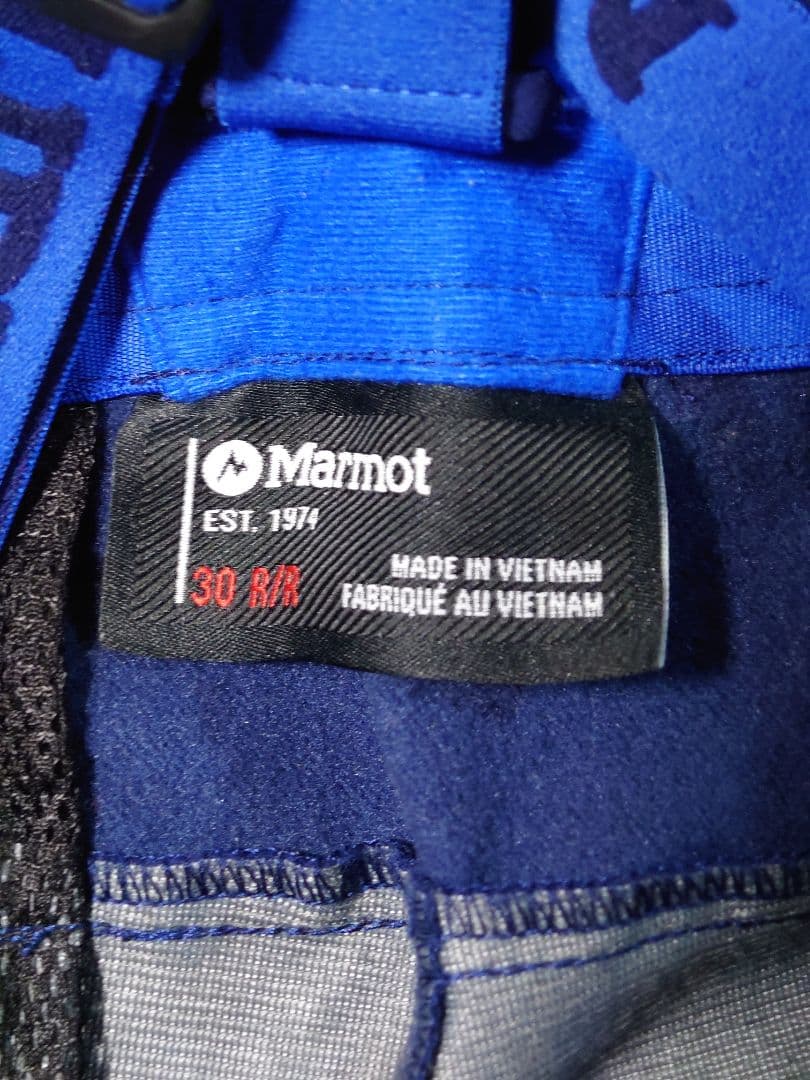 Marmot
EST. 1974
30 R/R
MADE IN VIETNAM
FABRIQUÉ AU VIETNAM